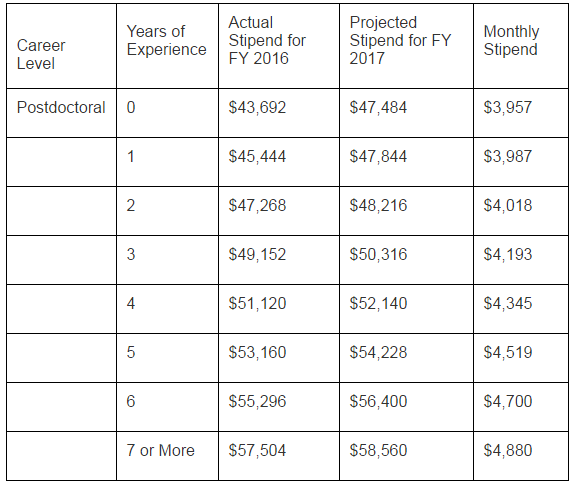 Career Level
Years of Experience
Actual Stipend for FY 2016
Projected Stipend for FY 2017
Monthly Stipend
Postdoctoral 0 $43,692 $47,484 $3,957
1 $45,444 $47,844 $3,987
2 $47,268 $48,216 $4,018
3 $49,152 $50,316 $4,193
4 $51,120 $52,140 $4,345
5 $53,160 $54,228 $4,519
6 $55,296 $56,400 $4,700
7 or More $57,504 $58,560 $4,880